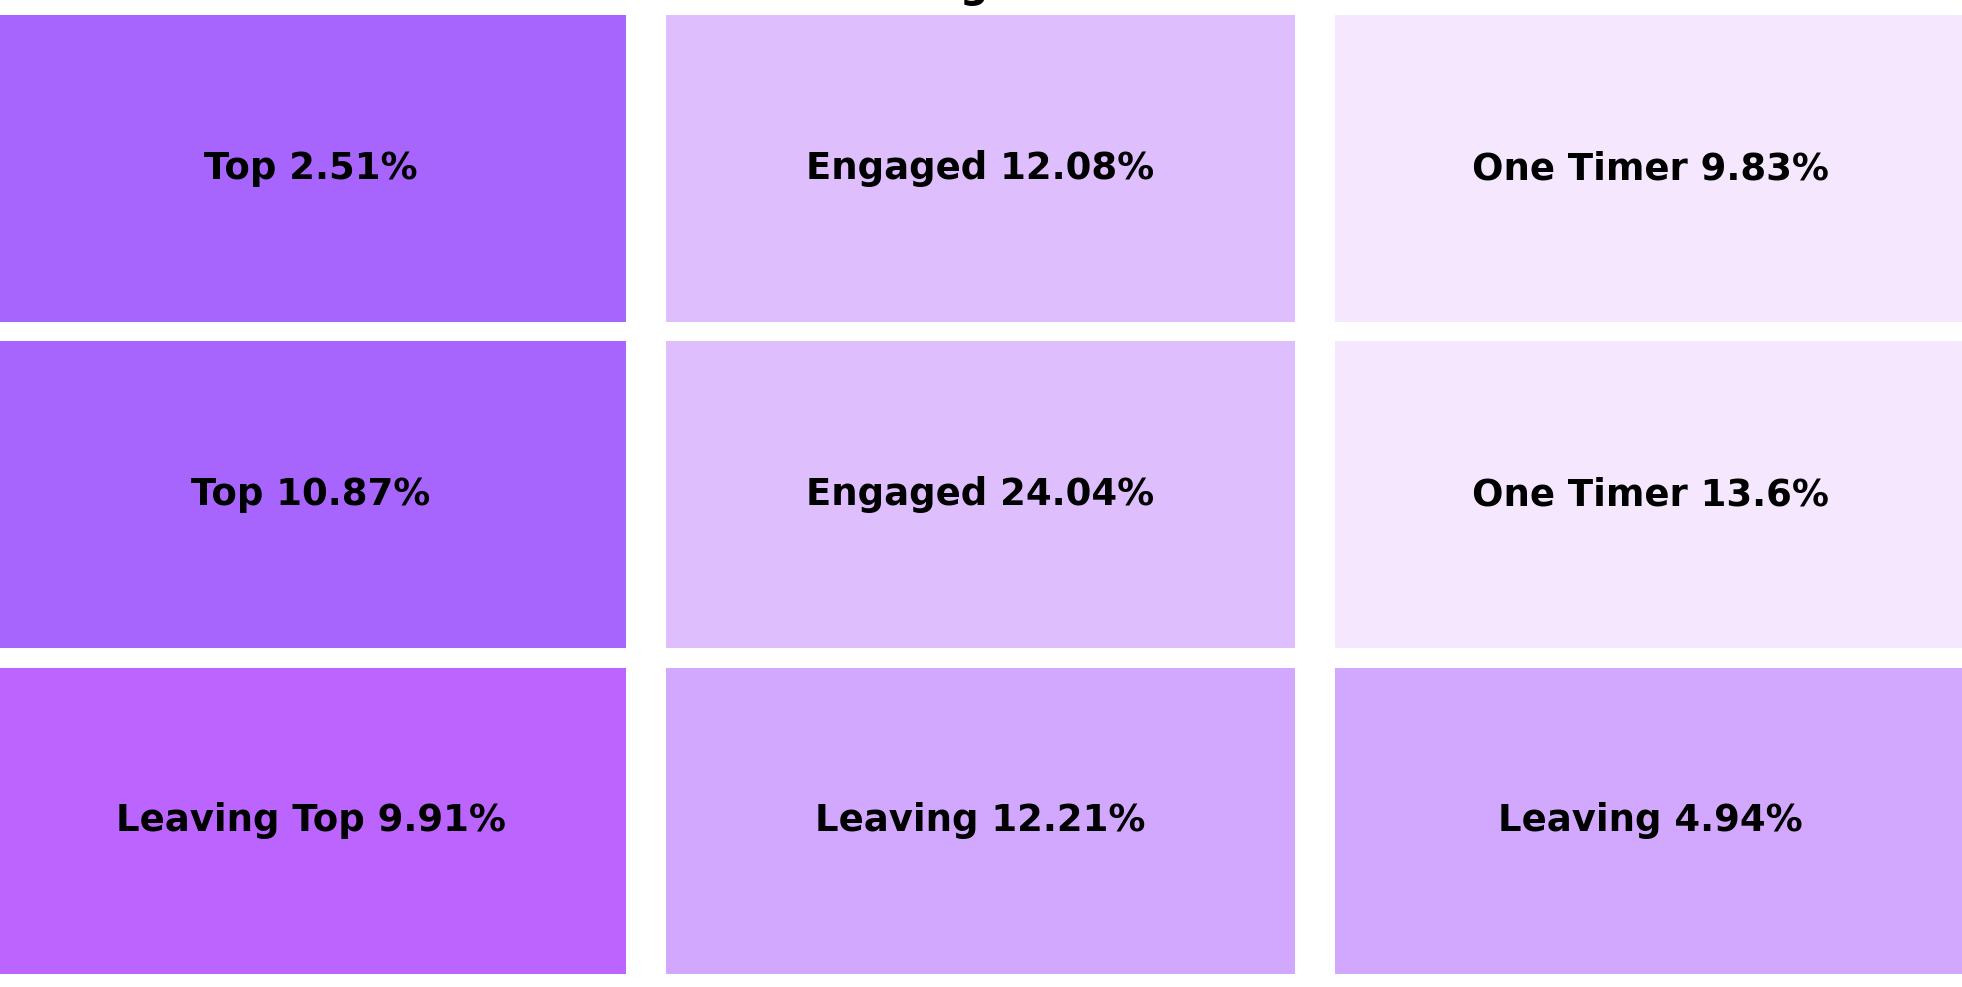 Top 2.51%
Engaged 12.08%
One Timer 9.83%
Top 10.87%
Engaged 24.04%
One Timer 13.6%
Leaving Top 9.91%
Leaving 12.21%
Leaving 4.94%